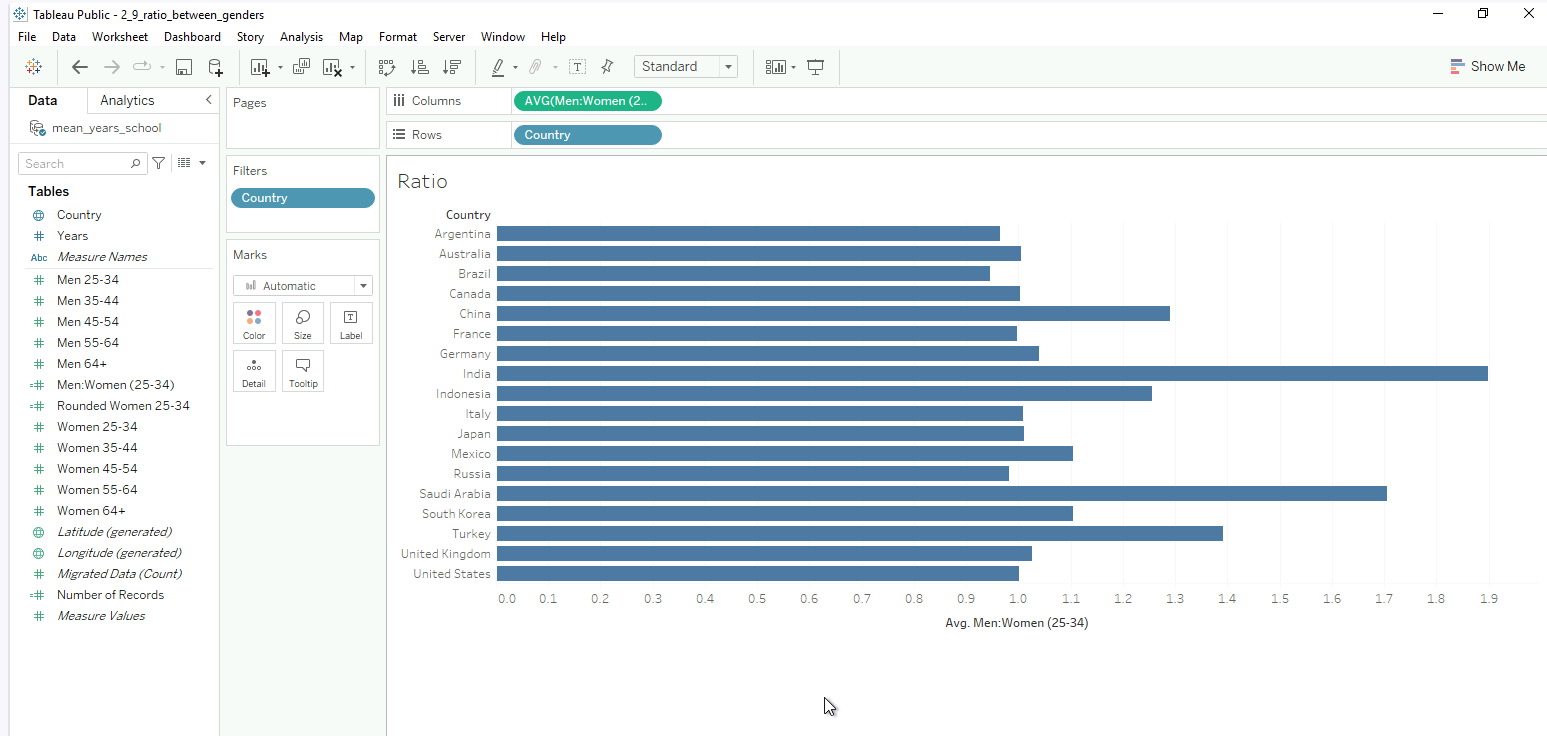 Tableau Public - 2_9_ratio_between_genders
File Data Worksheet Dashboard Story Analysis Map Format Server Window Help
Standard
Show Me
Data Analytics
mean_years_school
Search
Tables
Country
Years
Abc Measure Names
Men 25-34
Men 35-44
Men 45-54
Men 55-64
Men 64+
Men:Women (25-34)
Rounded Women 25-34
Women 25-34
Women 35-44
Women 45-54
Women 55-64
Women 64+
Latitude (generated)
Longitude (generated)
Migrated Data (Count)
Number of Records
Measure Values
Pages
Filters
Country
Marks
Automatic
Color Size Label
Detail Tooltip
Columns AVG(Men:Women (2..
Rows Country
Ratio
Country
Argentina
Australia
Brazil
Canada
China
France
Germany
India
Indonesia
Italy
Japan
Mexico
Russia
Saudi Arabia
South Korea
Turkey
United Kingdom
United States
0.0 0.1 0.2 0.3 0.4 0.5 0.6 0.7 0.8 0.9 1.0 1.1 1.2 1.3 1.4 1.5 1.6 1.7 1.8 1.9
Avg. Men:Women (25-34)